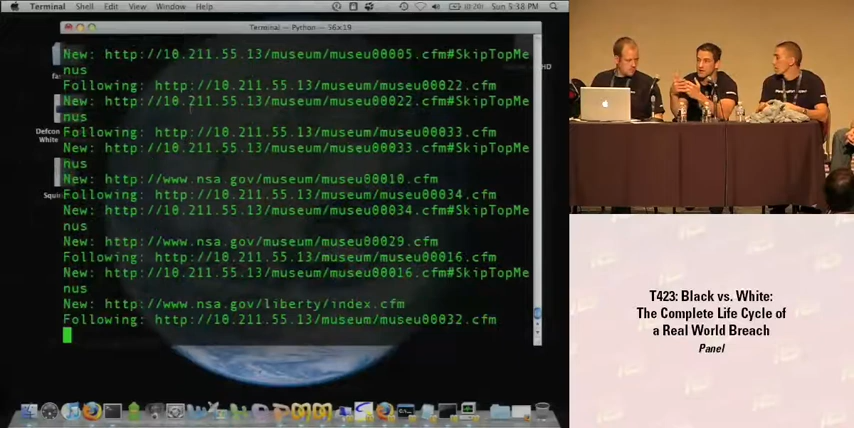 Terminal Shell Edit View Window Help
Sun 5:38 PM
Terminal — Python — 56×19
New: http://10.211.55.13/museum/museu00005.cfm#SkipTopMe
nus
Following: http://10.211.55.13/museum/museu00022.cfm
New: http://10.211.55.13/museum/museu00022.cfm#SkipTopMe
nus
Following: http://10.211.55.13/museum/museu00033.cfm
New: http://10.211.55.13/museum/museu00033.cfm#SkipTopMe
nus
New: http://www.nsa.gov/museum/museu00010.cfm
Following: http://10.211.55.13/museum/museu00034.cfm
New: http://10.211.55.13/museum/museu00034.cfm#SkipTopMe
nus
New: http://www.nsa.gov/museum/museu00029.cfm
Following: http://10.211.55.13/museum/museu00016.cfm
New: http://10.211.55.13/museum/museu00016.cfm#SkipTopMe
nus
New: http://www.nsa.gov/liberty/index.cfm
Following: http://10.211.55.13/museum/museu00032.cfm
HD
Defcon
White
Squir
T423: Black vs. White:
The Complete Life Cycle of
a Real World Breach
Panel